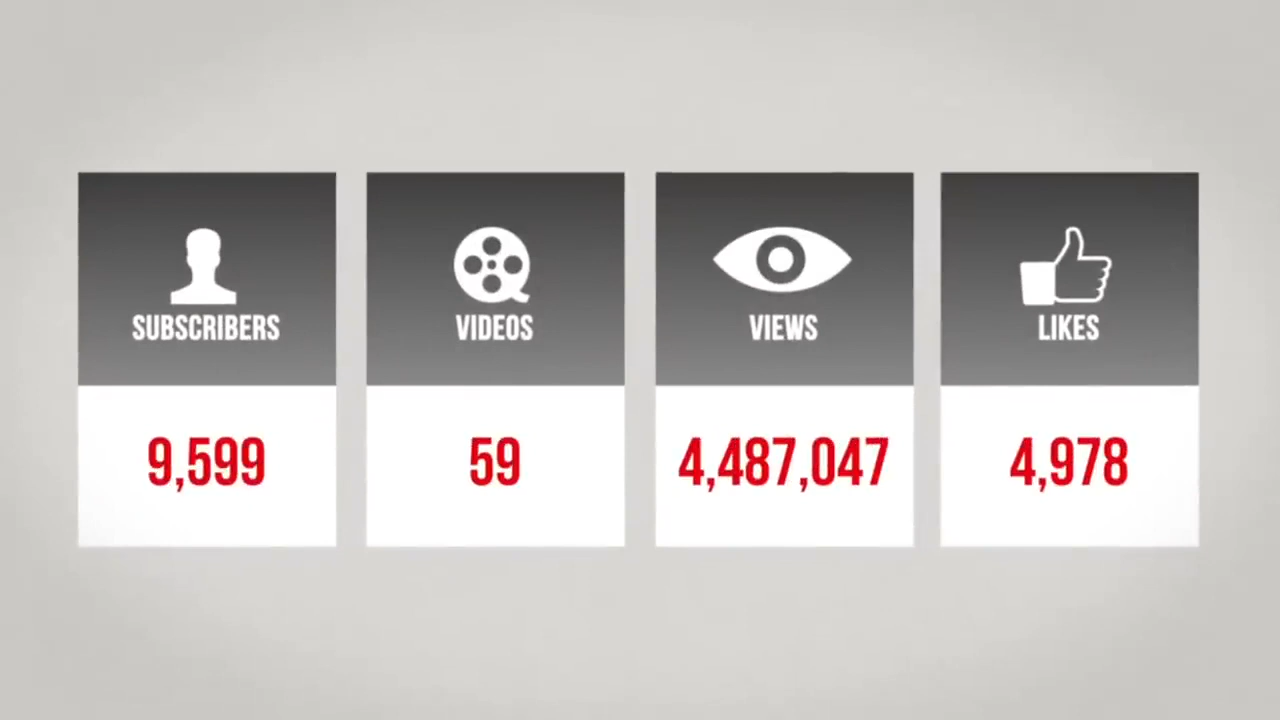 SUBSCRIBERS
9,599
VIDEOS
59
VIEWS
4,487,047
LIKES
4,978